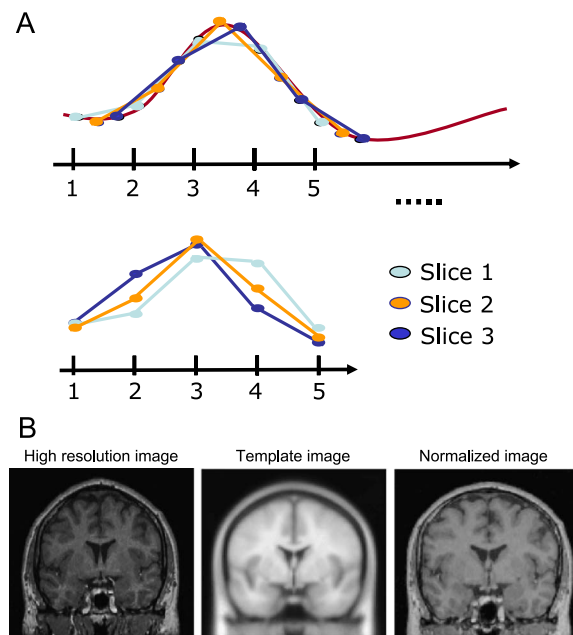 A
1 2 3 4 5
......
Slice 1
Slice 2
Slice 3
1 2 3 4 5
B
High resolution image Template image Normalized image